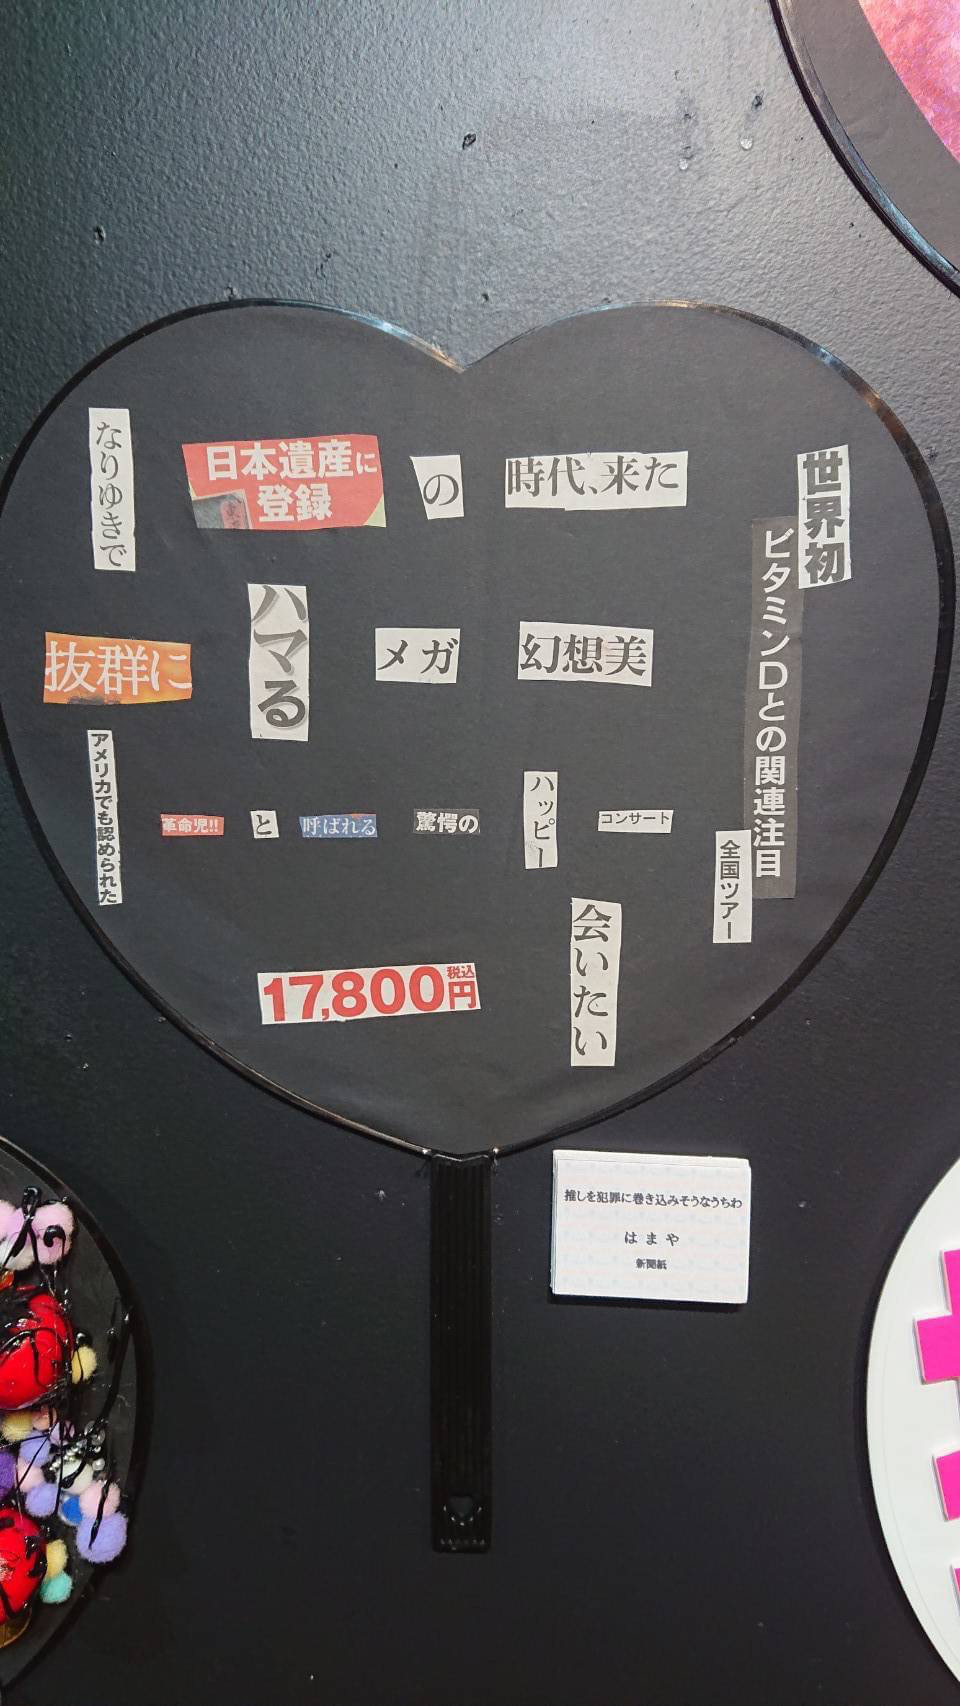 なりゆきで
日本遺産に
登録
の
時代、来た
世界初
ビタミンDとの関連注目
抜群に
ハマる
メガ
幻想美
アメリカでも認められた
革命児!!
と
呼ばれる
驚愕の
ハッピー
コンサート
全国ツアー
17,800円 税込
会いたい
推しを犯罪に巻き込みそうなうちわ
はまや
新聞紙